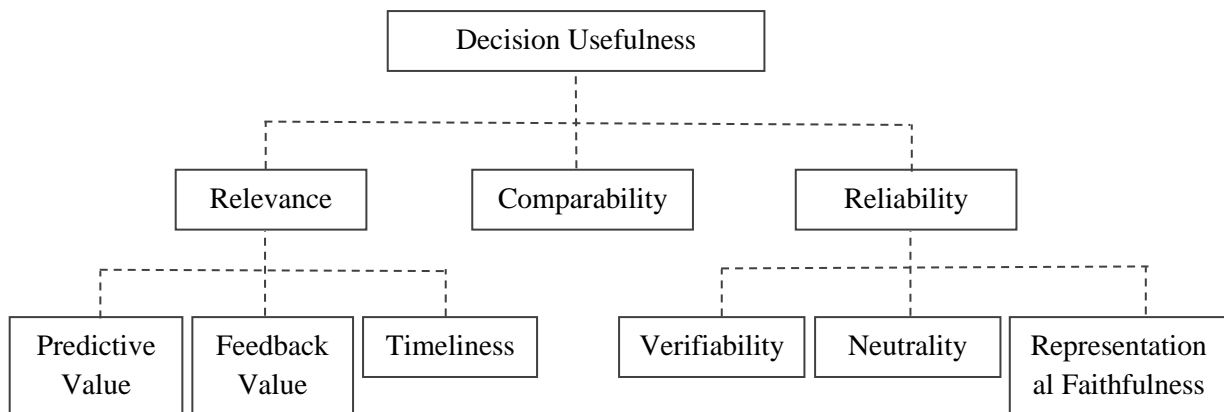 Decision Usefulness
Relevance
Comparability
Reliability
Predictive
Value
Feedback
Value
Timeliness
Verifiability
Neutrality
Representation
al Faithfulness